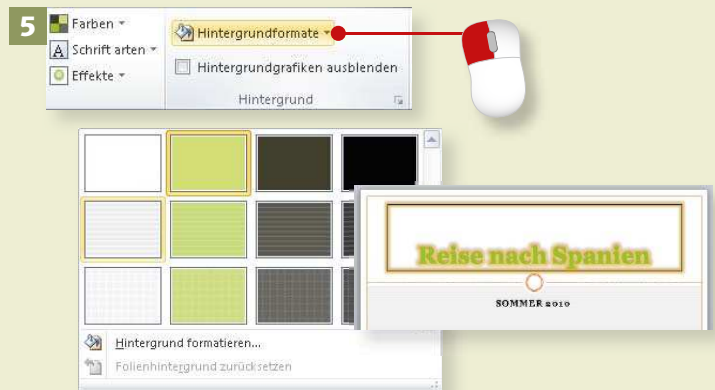 5
Farben
Schrift arten
Effekte
Hintergrundformate
Hintergrundgrafiken ausblenden
Hintergrund
Reise nach Spanien
SOMMER 2010
Hintergrund formatieren...
Folienhintergrund zurücksetzen